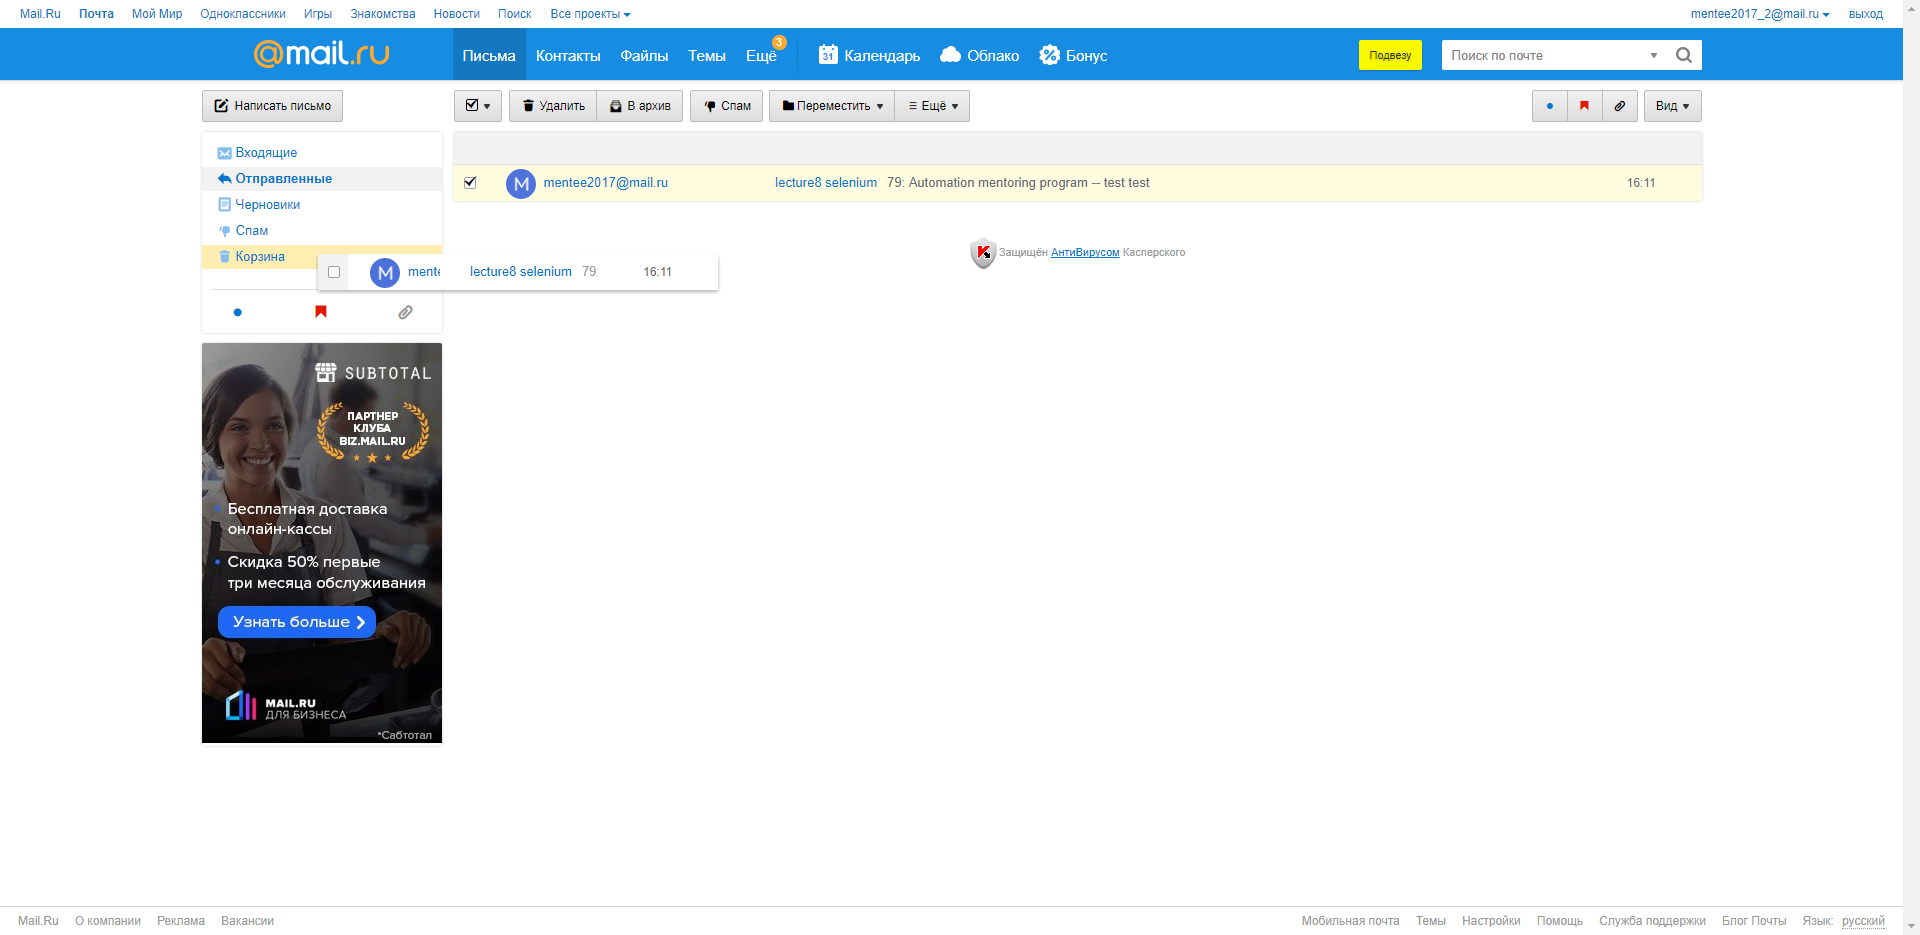 Mail.Ru Почта Мой Мир Одноклассники Игры Знакомства Новости Поиск Все проекты mentee2017_2@mail.ru выход
@mail.ru Письма Контакты Файлы Темы Ещё 3 31 Календарь Облако Бонус Подвезу Поиск по почте
Написать письмо Удалить В архив Спам Переместить Ещё Вид
Входящие
Отправленные
Черновики
Спам
Корзина
M mentee2017@mail.ru lecture8 selenium 79: Automation mentoring program -- test test 16:11
Защищён АнтиВирусом Касперского
M mente lecture8 selenium 79: 16:11
SUBTOTAL
ПАРТНЕР
КЛУБА
BIZ.MAIL.RU
Бесплатная доставка
онлайн-кассы
Скидка 50% первые
три месяца обслуживания
Узнать больше
MAIL.RU
ДЛЯ БИЗНЕСА
*Сабтотал
Mail.Ru О компании Реклама Вакансии Мобильная почта Темы Настройки Помощь Служба поддержки Блог Почты Язык: русский